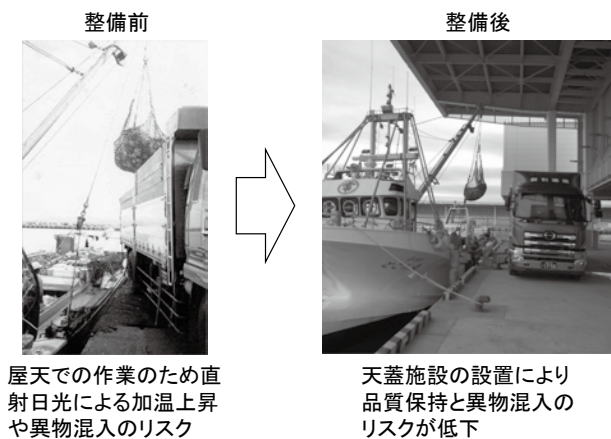 整備前
整備後
屋天での作業のため直
射日光による加温上昇
や異物混入のリスク
天蓋施設の設置により
品質保持と異物混入の
リスクが低下